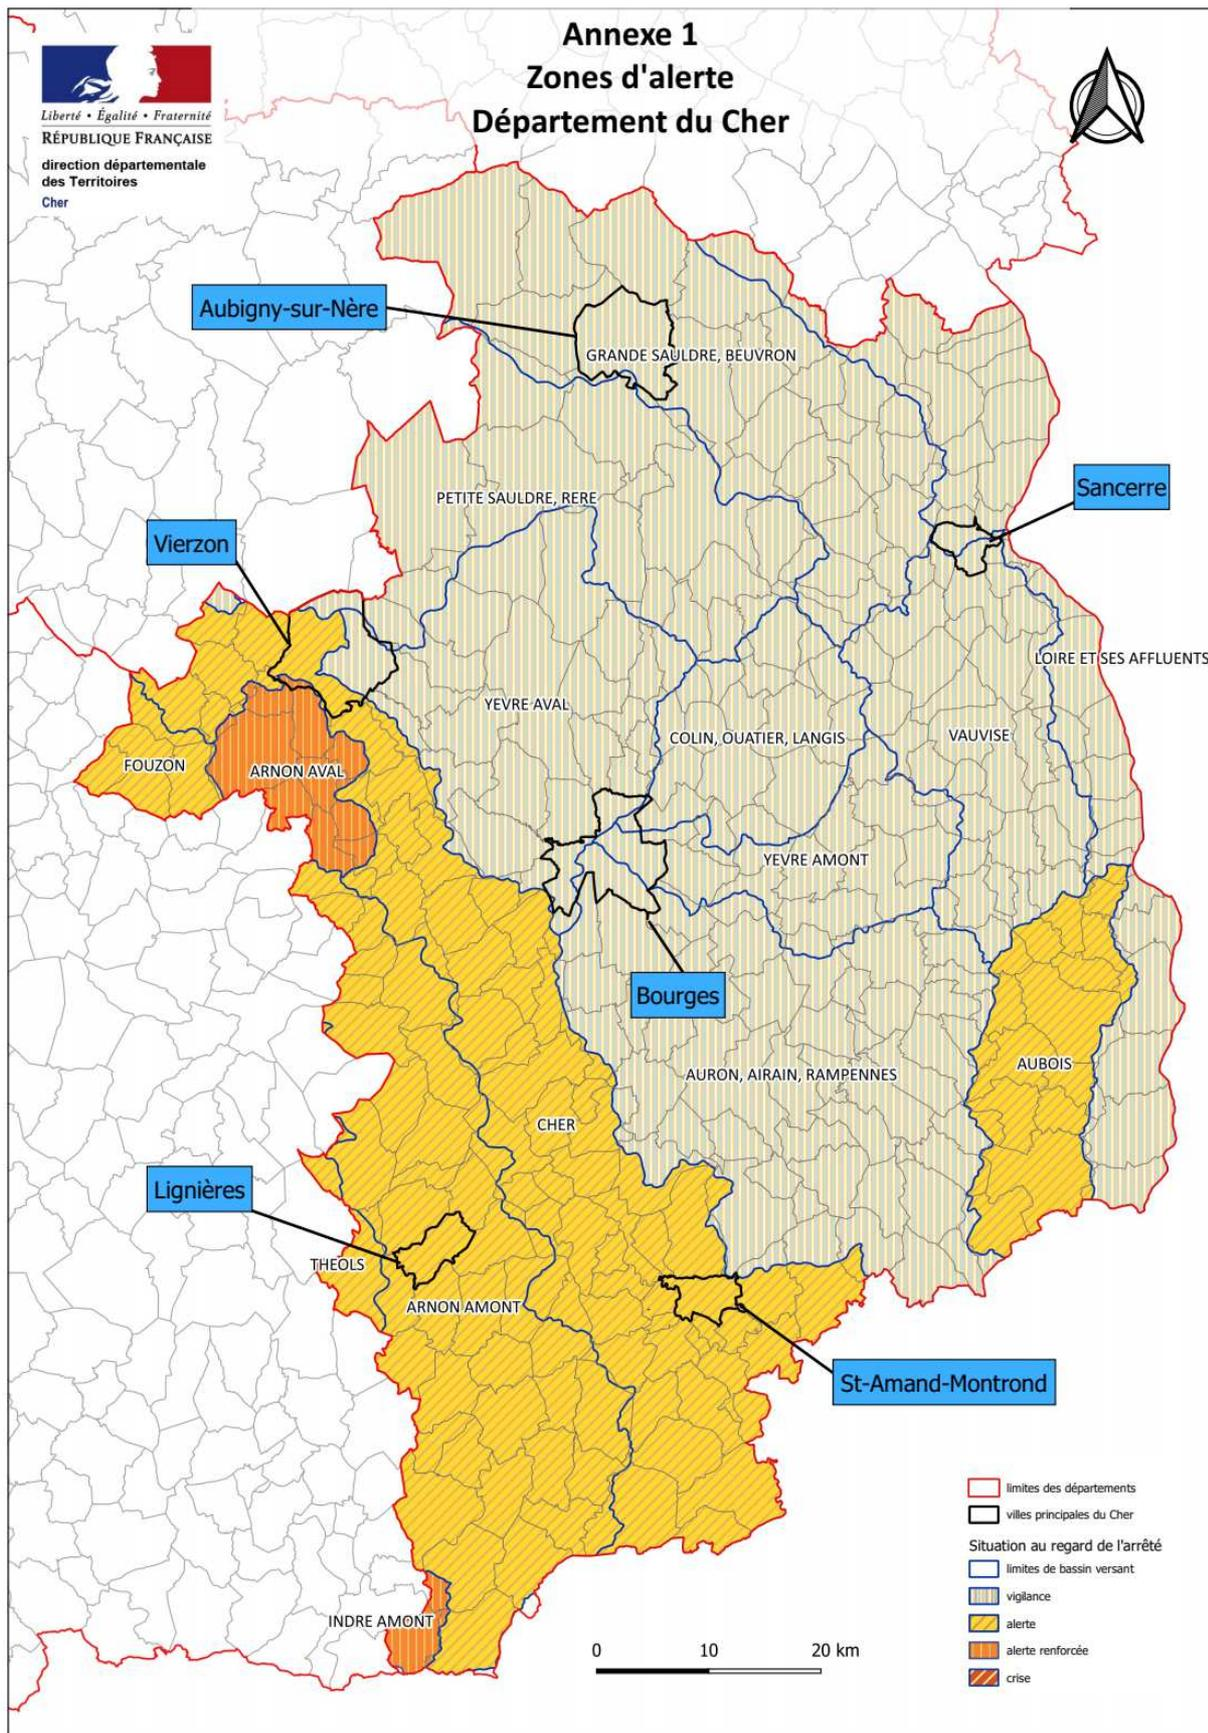 Annexe 1
Zones d'alerte
Département du Cher
Liberté • Égalité • Fraternité
RÉPUBLIQUE FRANÇAISE
direction départementale
des Territoires
Cher
Aubigny-sur-Nère
GRANDE SAULDRE, BEUVRON
PETITE SAULDRE, RERE
Sancerre
Vierzon
LOIRE ET SES AFFLUENTS
YEVRE AVAL
COLIN, OUATIER, LANGIS
VAUVISE
FOUZON
ARNON AVAL
YEVRE AMONT
Bourges
AURON, AIRAIN, RAMPENNES
AUBOIS
CHER
Lignières
THEOLS
ARNON AMONT
St-Amand-Montrond
INDRE AMONT
limites des départements
villes principales du Cher
Situation au regard de l'arrêté
limites de bassin versant
vigilance
alerte
alerte renforcée
crise
0 10 20 km